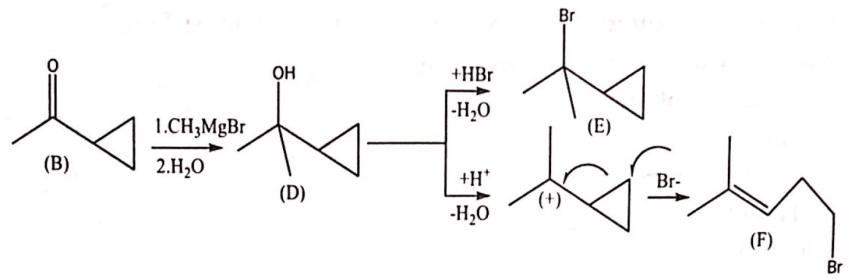 O
(B)
1.CH₃MgBr
2.H₂O
OH
(D)
+HBr
-H₂O
Br
(E)
+H⁺
-H₂O
(+)
Br-
(F)
Br